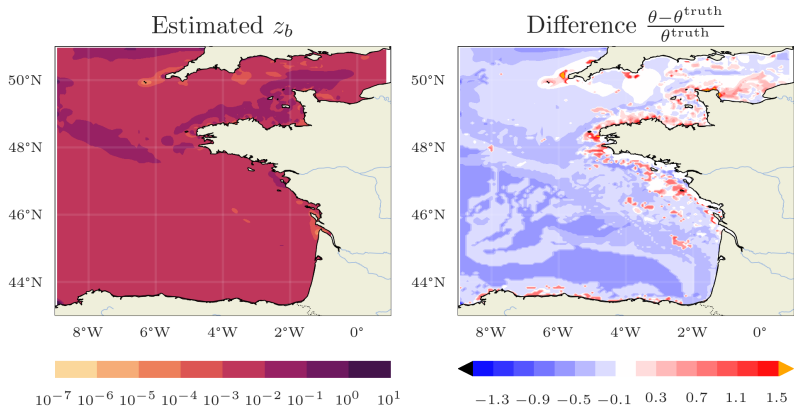 Estimated z_b
50°N
48°N
46°N
44°N
8°W 6°W 4°W 2°W 0°
10^−7 10^−6 10^−5 10^−4 10^−3 10^−2 10^−1 10^0 10^1
Difference \frac{θ−θ^truth}{θ^truth}
50°N
48°N
46°N
44°N
8°W 6°W 4°W 2°W 0°
−1.3 −0.9 −0.5 −0.1 0.3 0.7 1.1 1.5